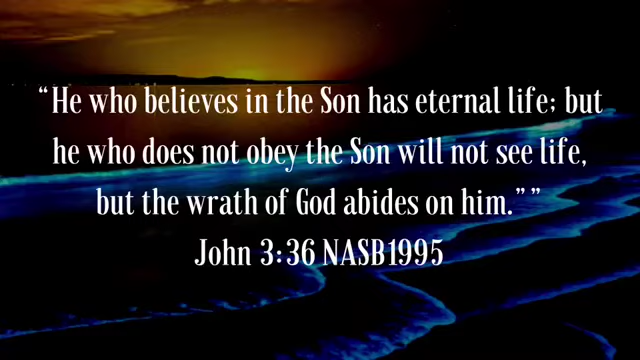 “He who believes in the Son has eternal life; but
he who does not obey the Son will not see life,
but the wrath of God abides on him.””
John 3:36 NASB1995